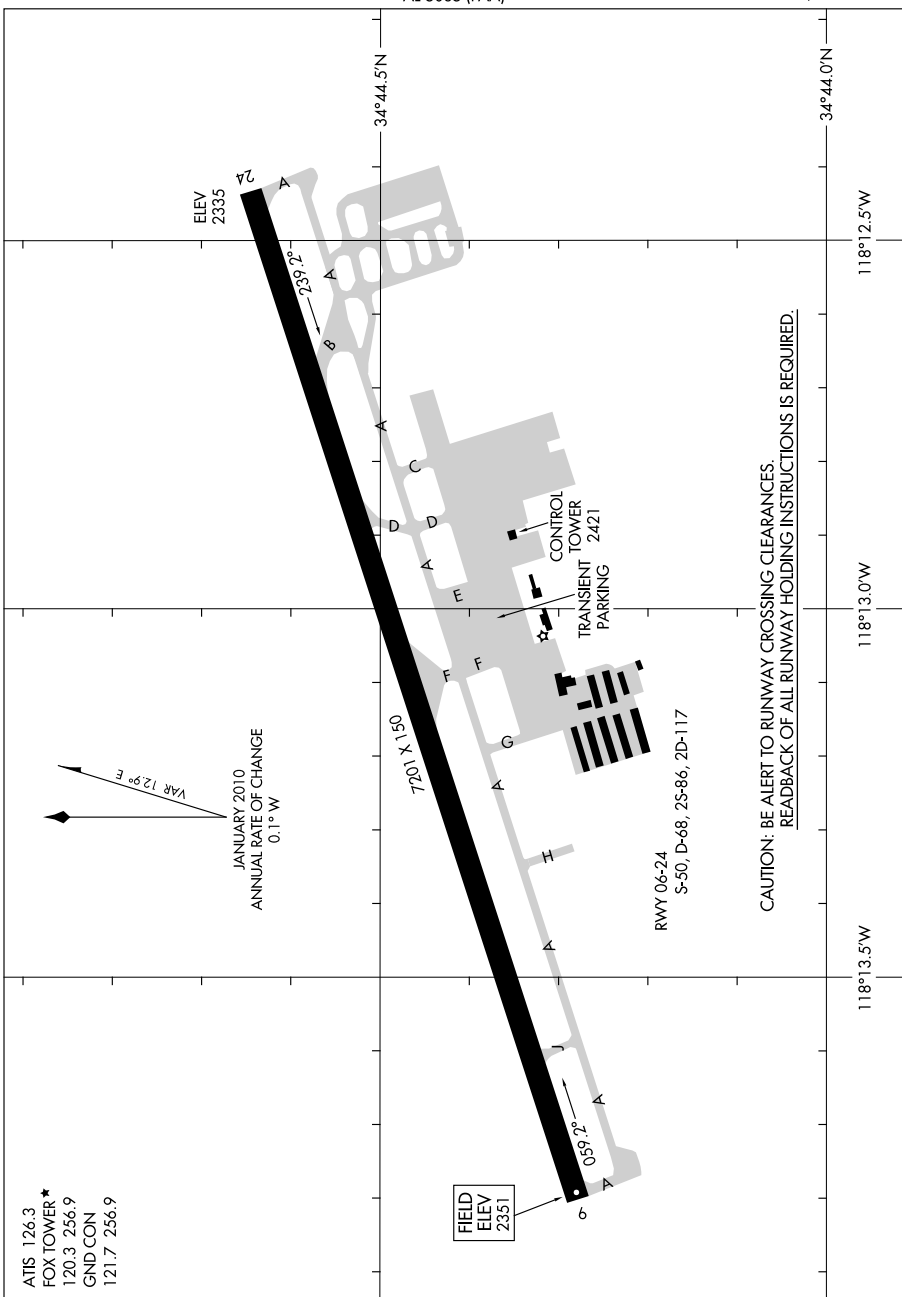 ATIS 126.3
FOX TOWER★
120.3 256.9
GND CON
121.7 256.9
VAR 12.9° E
JANUARY 2010
ANNUAL RATE OF CHANGE
0.1° W
ELEV
2335
24
A
239.2°
A
B
34°44.5'N
A
C
D
D
A
E
7201 X 150
F
F
G
A
H
A
J
A
059.2°
A
6
FIELD
ELEV
2351
CONTROL
TOWER
2421
TRANSIENT
PARKING
RWY 06-24
S-50, D-68, 2S-86, 2D-117
CAUTION: BE ALERT TO RUNWAY CROSSING CLEARANCES.
READBACK OF ALL RUNWAY HOLDING INSTRUCTIONS IS REQUIRED.
34°44.0'N
118°13.5'W
118°13.0'W
118°12.5'W